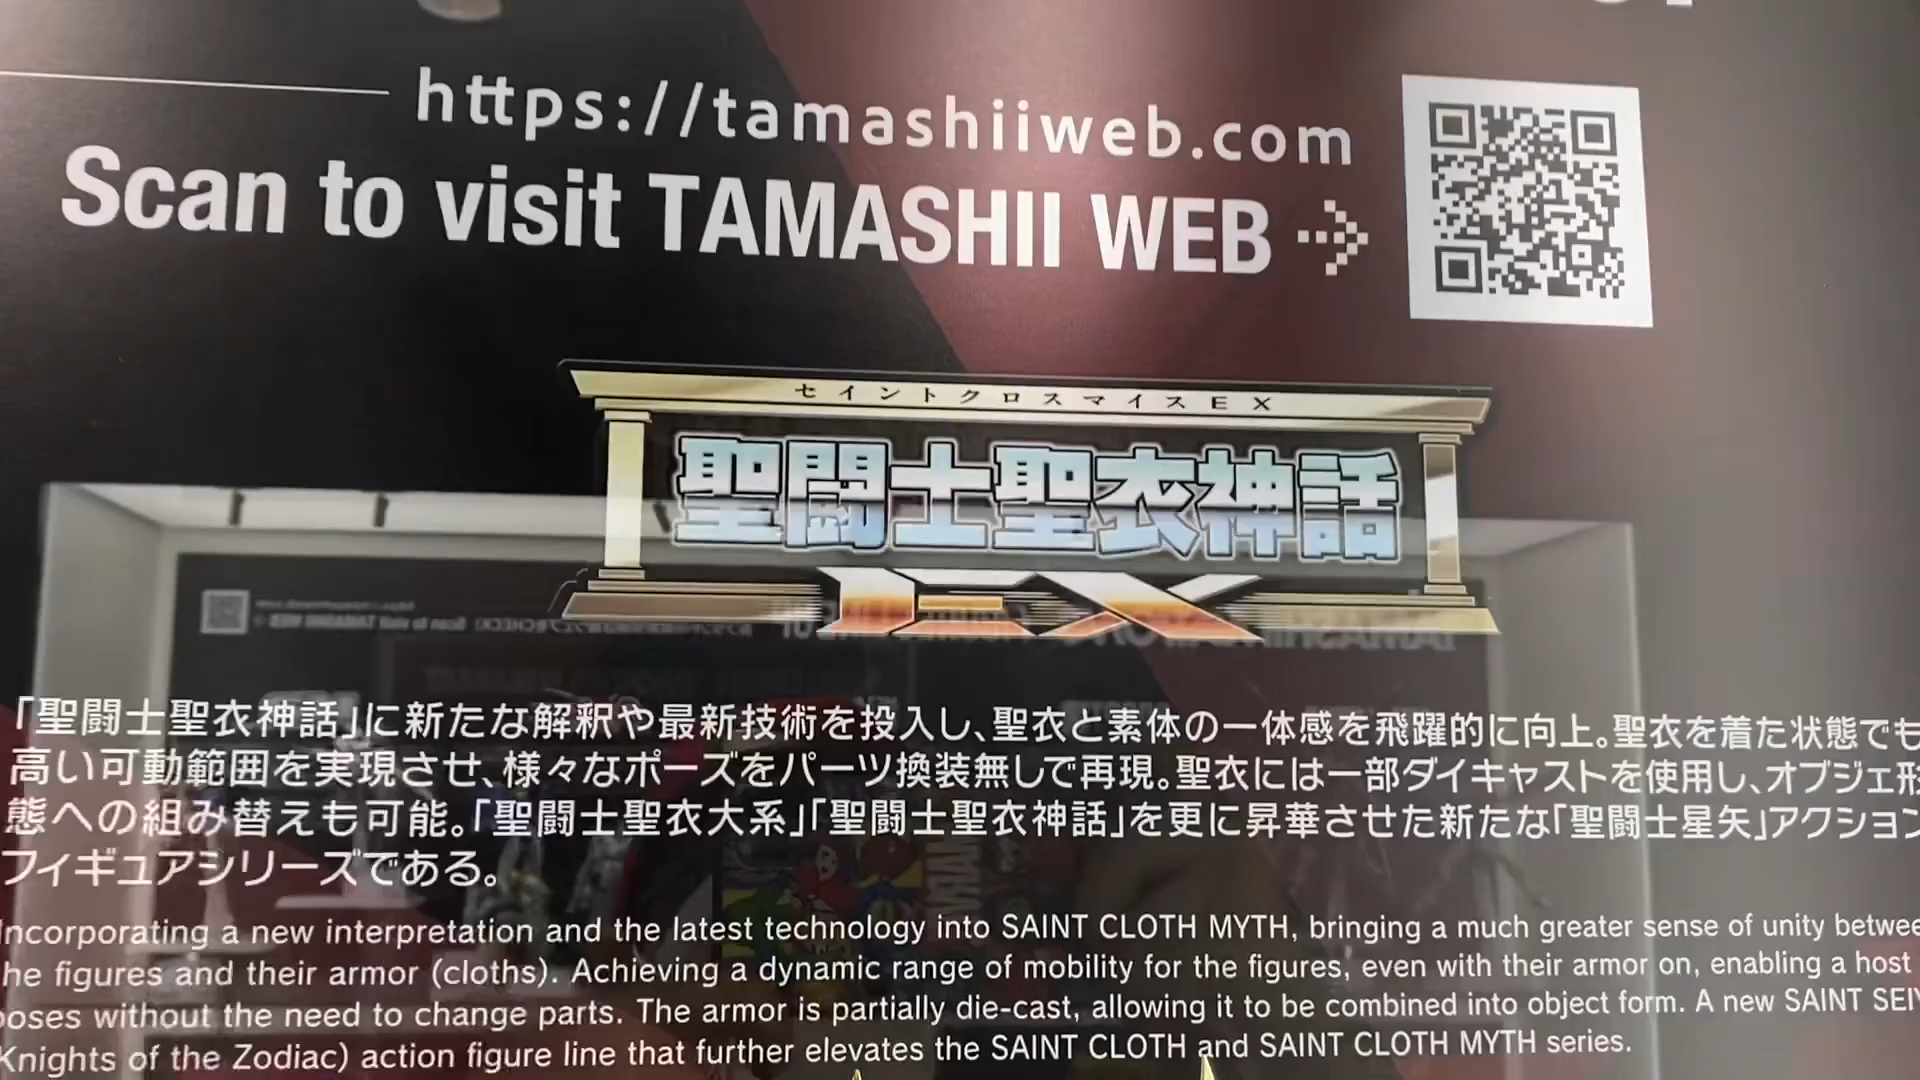 https://tamashiiweb.com
Scan to visit TAMASHII WEB
セイントクロスマイスEX
聖闘士聖衣神話
EX
「聖闘士聖衣神話」に新たな解釈や最新技術を投入し、聖衣と素体の一体感を飛躍的に向上。聖衣を着た状態でも
高い可動範囲を実現させ、様々なポーズをパーツ換装無しで再現。聖衣には一部ダイキャストを使用し、オブジェ形
態への組み替えも可能。「聖闘士聖衣大系」「聖闘士聖衣神話」を更に昇華させた新たな「聖闘士星矢」アクション
フィギュアシリーズである。
Incorporating a new interpretation and the latest technology into SAINT CLOTH MYTH, bringing a much greater sense of unity betwee
he figures and their armor (cloths). Achieving a dynamic range of mobility for the figures, even with their armor on, enabling a host
poses without the need to change parts. The armor is partially die-cast, allowing it to be combined into object form. A new SAINT SEIY
Knights of the Zodiac) action figure line that further elevates the SAINT CLOTH and SAINT CLOTH MYTH series.